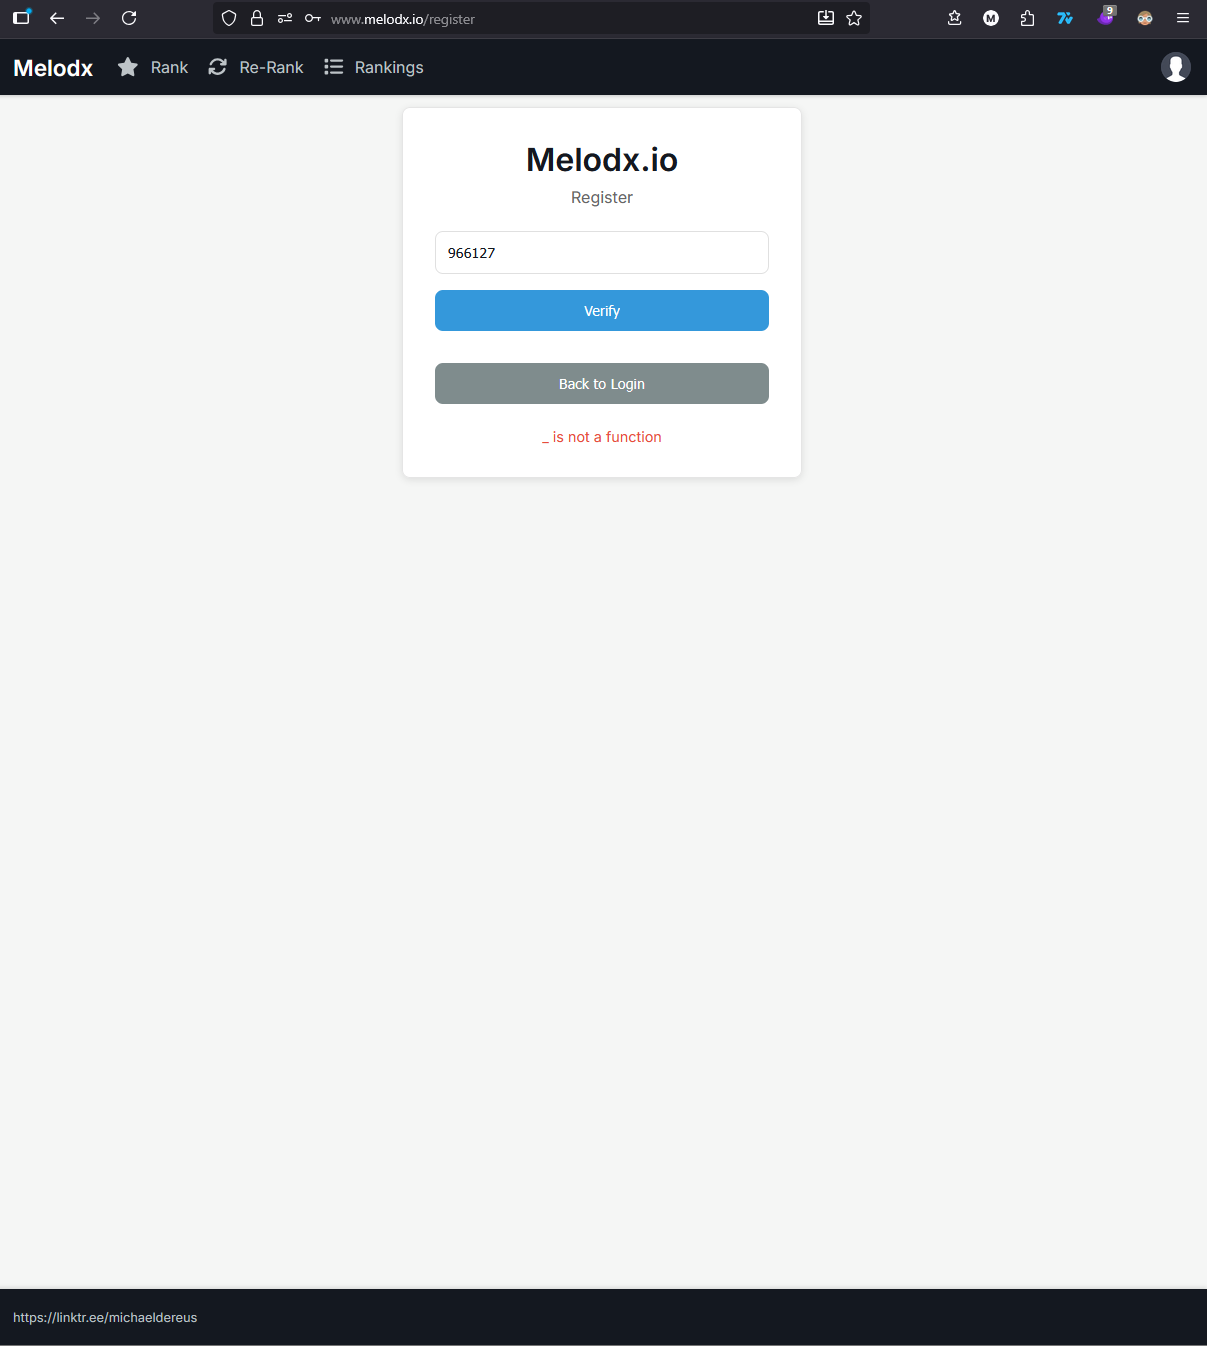 www.melodx.io/register
M
9
Melodx
Rank
Re-Rank
Rankings
Melodx.io
Register
966127
Verify
Back to Login
_ is not a function
https://linktr.ee/michaeldereus